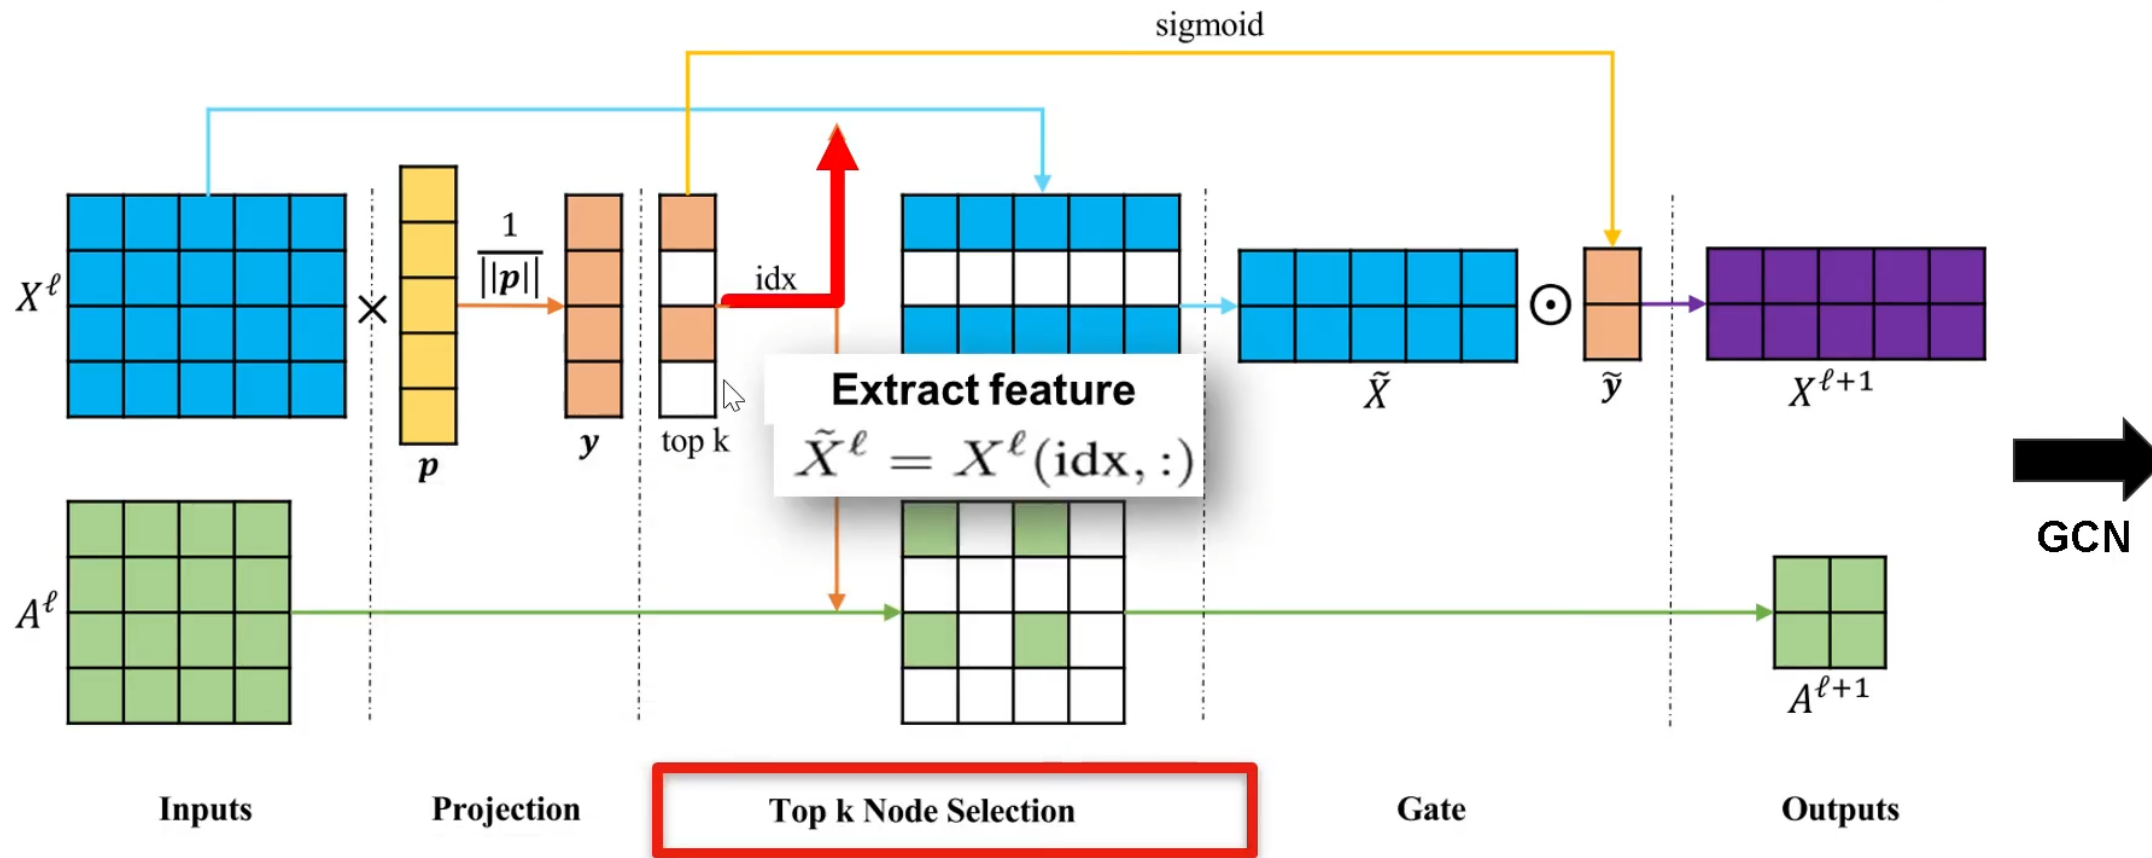 sigmoid
1
||p||
idx
X^ℓ
×
Extract feature
X̃^ℓ = X^ℓ(idx, :)
p
y
top k
X̃
ỹ
X^{ℓ+1}
A^ℓ
GCN
A^{ℓ+1}
Inputs
Projection
Top k Node Selection
Gate
Outputs